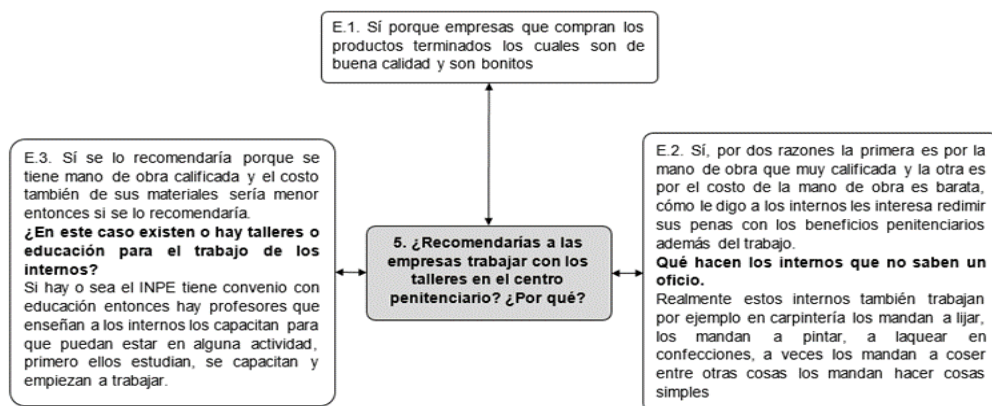 E.1. Sí porque empresas que compran los
productos terminados los cuales son de
buena calidad y son bonitos
E.3. Sí se lo recomendaría porque se
tiene mano de obra calificada y el costo
también de sus materiales sería menor
entonces si se lo recomendaría.
¿En este caso existen o hay talleres o
educación para el trabajo de los
internos?
Si hay o sea el INPE tiene convenio con
educación entonces hay profesores que
enseñan a los internos los capacitan para
que puedan estar en alguna actividad,
primero ellos estudian, se capacitan y
empiezan a trabajar.
5. ¿Recomendarías a las
empresas trabajar con los
talleres en el centro
penitenciario? ¿Por qué?
E.2. Sí, por dos razones la primera es por la
mano de obra que muy calificada y la otra es
por el costo de la mano de obra es barata,
cómo le digo a los internos les interesa redimir
sus penas con los beneficios penitenciarios
además del trabajo.
Qué hacen los internos que no saben un
oficio.
Realmente estos internos también trabajan
por ejemplo en carpintería los mandan a lijar,
los mandan a pintar, a laquear en
confecciones, a veces los mandan a coser
entre otras cosas los mandan hacer cosas
simples